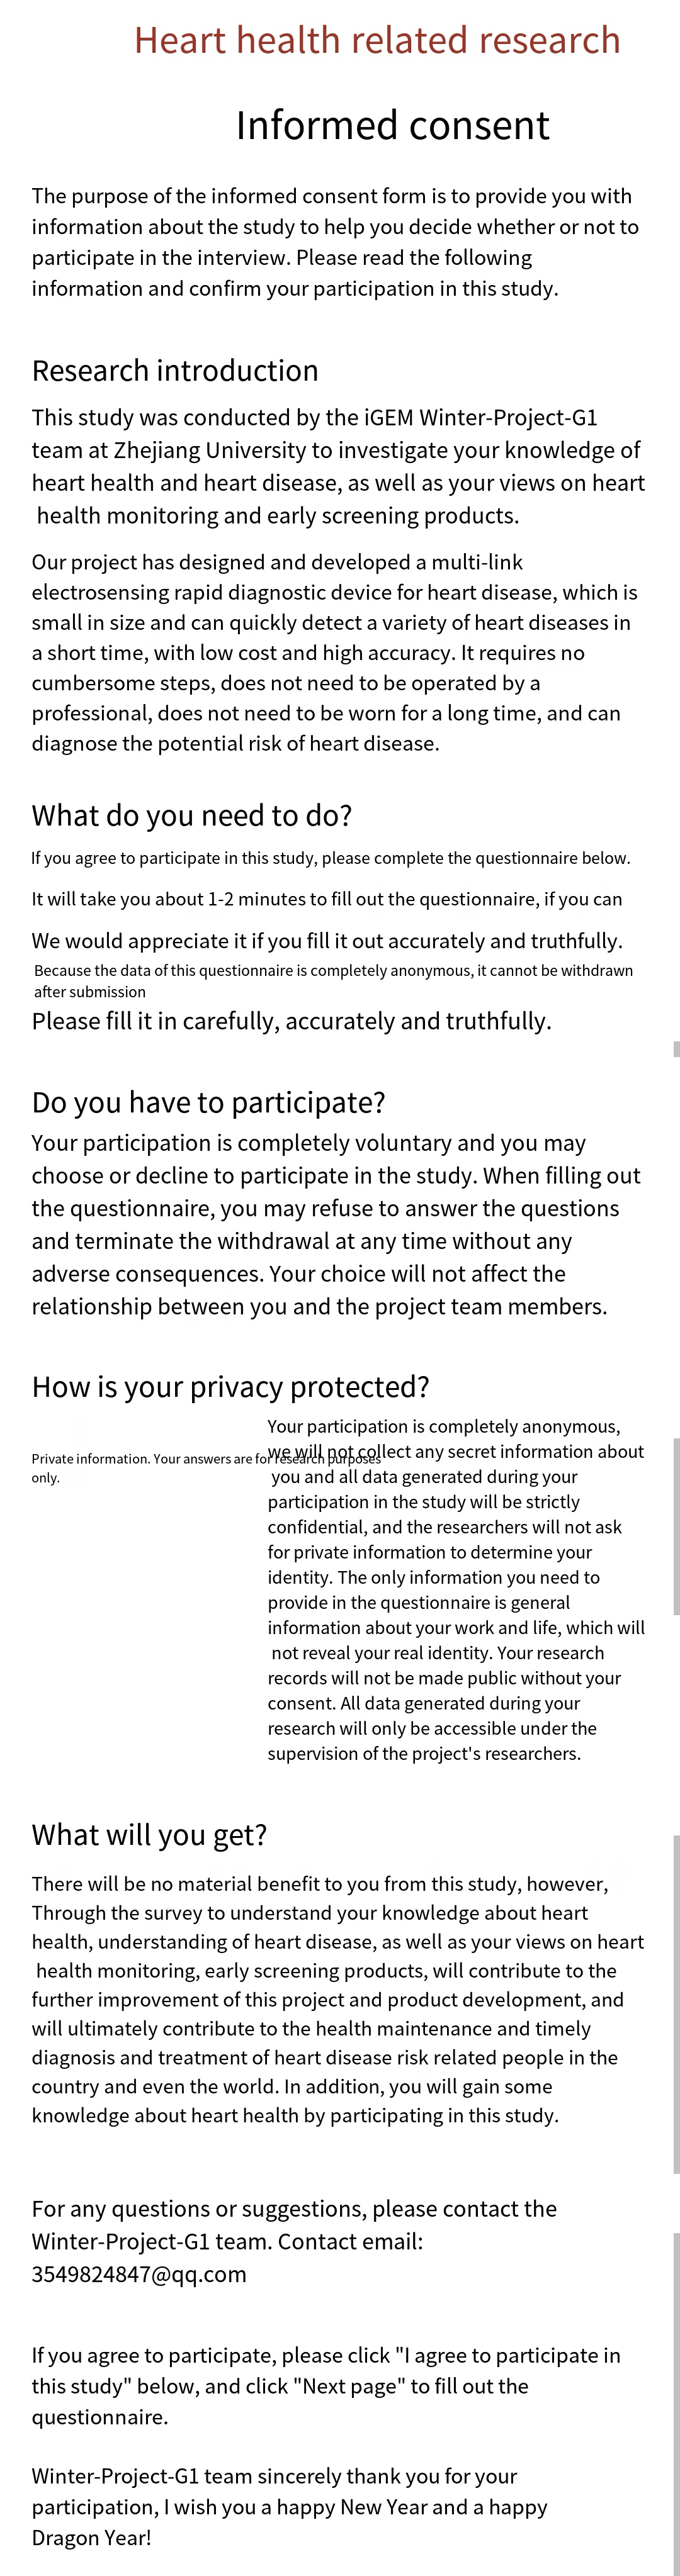 Heart health related research
Informed consent
The purpose of the informed consent form is to provide you with
information about the study to help you decide whether or not to
participate in the interview. Please read the following
information and confirm your participation in this study.
Research introduction
This study was conducted by the iGEM Winter-Project-G1
team at Zhejiang University to investigate your knowledge of
heart health and heart disease, as well as your views on heart
health monitoring and early screening products.
Our project has designed and developed a multi-link
electrosensing rapid diagnostic device for heart disease, which is
small in size and can quickly detect a variety of heart diseases in
a short time, with low cost and high accuracy. It requires no
cumbersome steps, does not need to be operated by a
professional, does not need to be worn for a long time, and can
diagnose the potential risk of heart disease.
What do you need to do?
If you agree to participate in this study, please complete the questionnaire below.
It will take you about 1-2 minutes to fill out the questionnaire, if you can
We would appreciate it if you fill it out accurately and truthfully.
Because the data of this questionnaire is completely anonymous, it cannot be withdrawn
after submission
Please fill it in carefully, accurately and truthfully.
Do you have to participate?
Your participation is completely voluntary and you may
choose or decline to participate in the study. When filling out
the questionnaire, you may refuse to answer the questions
and terminate the withdrawal at any time without any
adverse consequences. Your choice will not affect the
relationship between you and the project team members.
How is your privacy protected?
Your participation is completely anonymous,
we will not collect any secret information about
you and all data generated during your
participation in the study will be strictly
confidential, and the researchers will not ask
for private information to determine your
identity. The only information you need to
provide in the questionnaire is general
information about your work and life, which will
not reveal your real identity. Your research
records will not be made public without your
consent. All data generated during your
research will only be accessible under the
supervision of the project's researchers.
Private information. Your answers are for research purposes
only.
What will you get?
There will be no material benefit to you from this study, however,
Through the survey to understand your knowledge about heart
health, understanding of heart disease, as well as your views on heart
health monitoring, early screening products, will contribute to the
further improvement of this project and product development, and
will ultimately contribute to the health maintenance and timely
diagnosis and treatment of heart disease risk related people in the
country and even the world. In addition, you will gain some
knowledge about heart health by participating in this study.
For any questions or suggestions, please contact the
Winter-Project-G1 team. Contact email:
3549824847@qq.com
If you agree to participate, please click "I agree to participate in
this study" below, and click "Next page" to fill out the
questionnaire.
Winter-Project-G1 team sincerely thank you for your
participation, I wish you a happy New Year and a happy
Dragon Year!